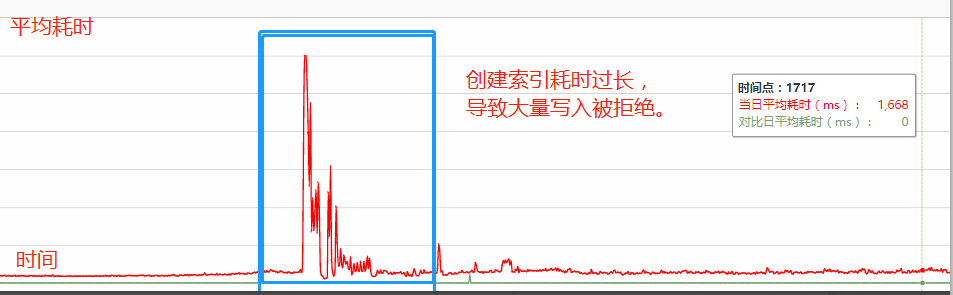 平均耗时
创建索引耗时过长，
导致大量写入被拒绝。
时间点：1717
当日平均耗时（ms）： 1,668
对比日平均耗时（ms）： 0
时间